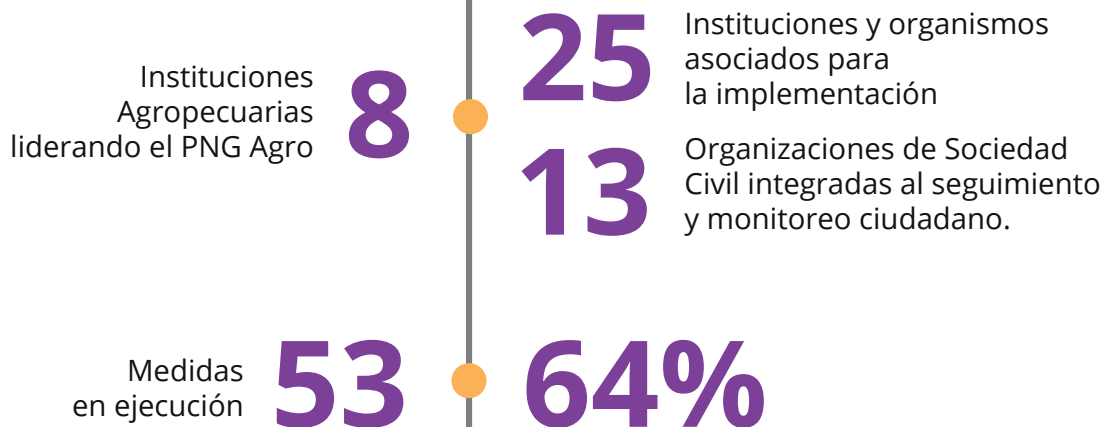 Instituciones
Agropecuarias
liderando el PNG Agro
8
25
Instituciones y organismos
asociados para
la implementación
13
Organizaciones de Sociedad
Civil integradas al seguimiento
y monitoreo ciudadano.
Medidas
en ejecución
53
64%